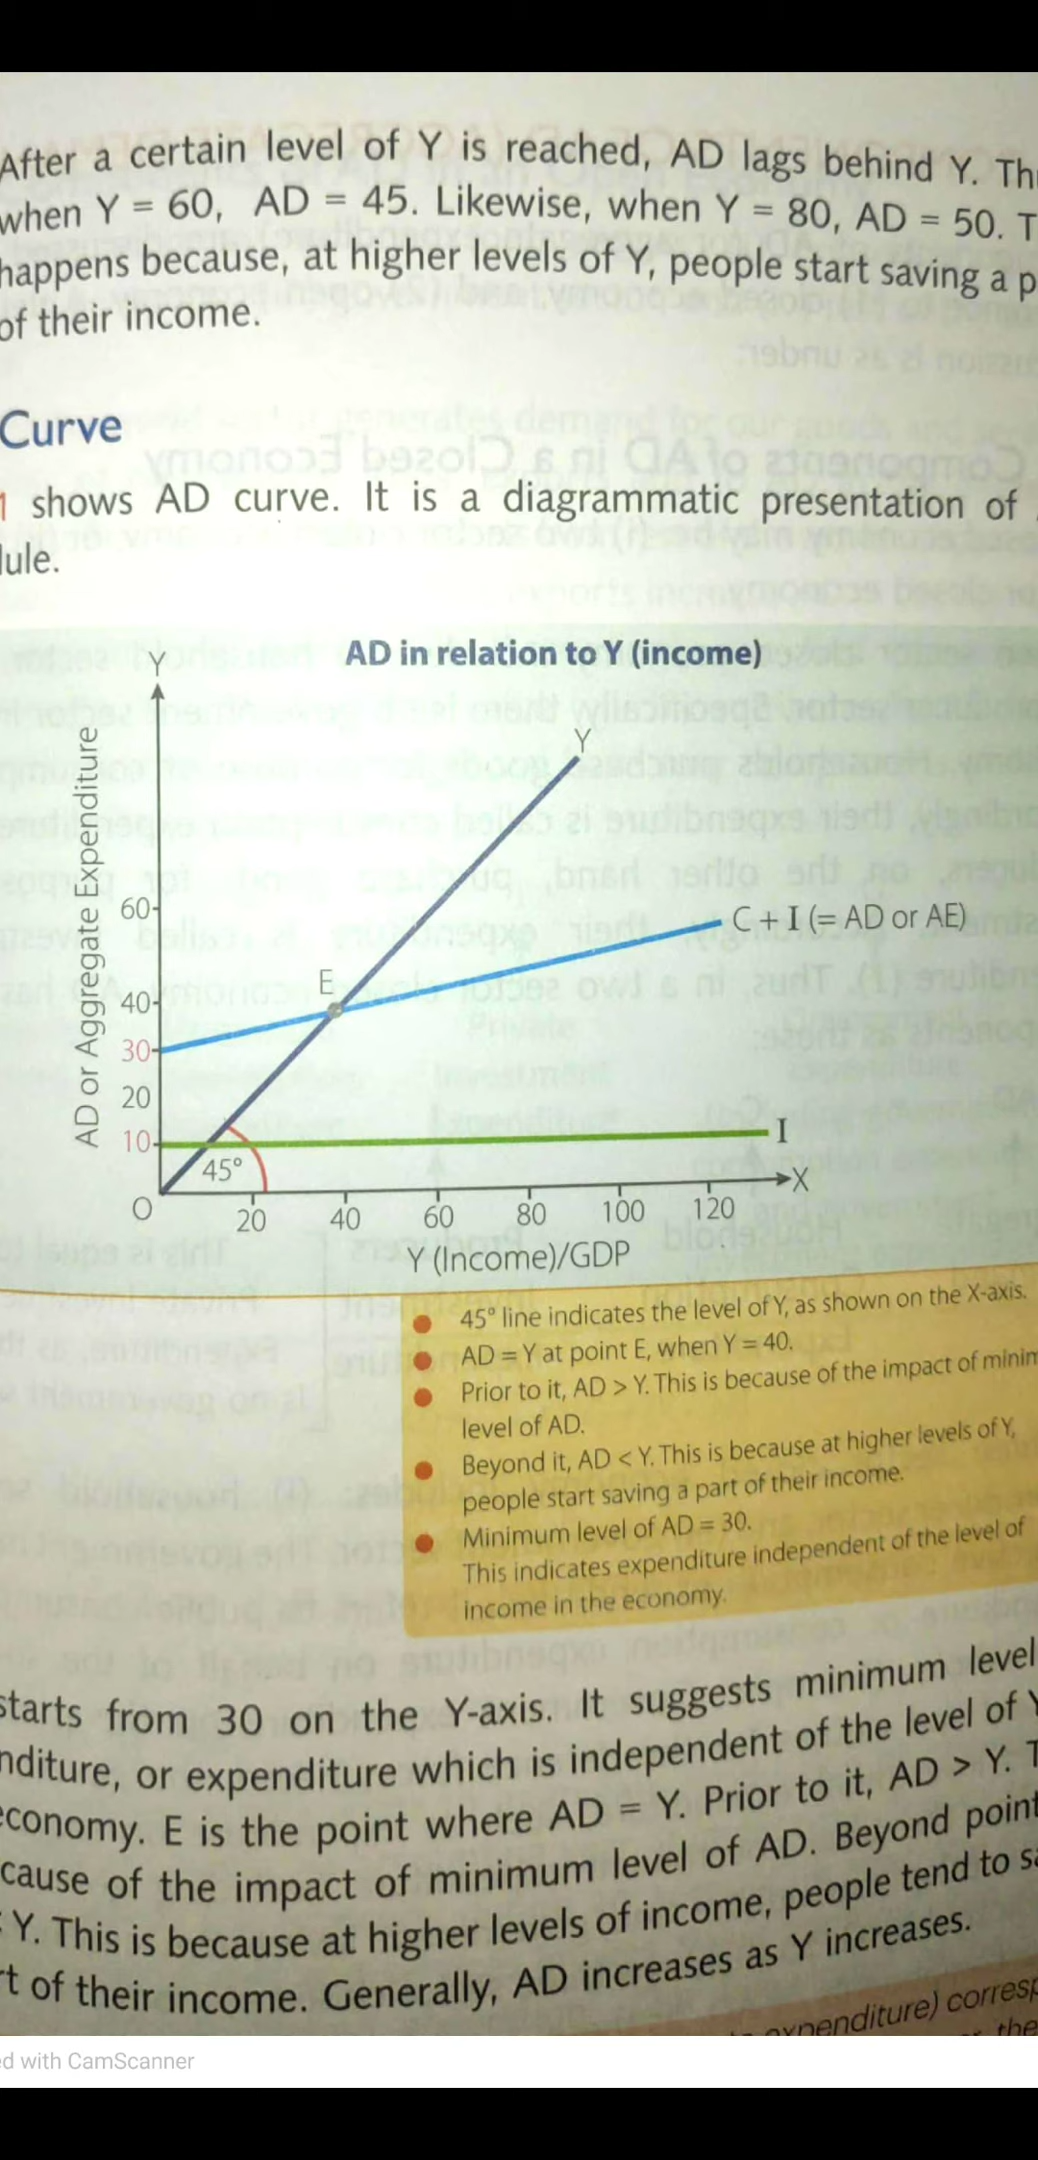 After a certain level of Y is reached, AD lags behind Y.
when Y = 60, AD = 45. Likewise, when Y = 80, AD = 50.
happens because, at higher levels of Y, people start saving a
of their income.
Curve
1 shows AD curve. It is a diagrammatic presentation of
AD in relation to Y (income)
Y
Y
AD or Aggregate Expenditure
60
C + I (= AD or AE)
E
40
30
20
10
I
45°
O
X
20 40 60 80 100 120
Y (Income)/GDP
45° line indicates the level of Y, as shown on the X-axis.
AD = Y at point E, when Y = 40.
Prior to it, AD > Y. This is because of the impact of
level of AD.
Beyond it, AD < Y. This is because at higher levels of Y,
people start saving a part of their income.
Minimum level of AD = 30.
This indicates expenditure independent of the level of
income in the economy.
starts from 30 on the Y-axis. It suggests minimum level
or expenditure which is independent of the level of
economy. E is the point where AD = Y. Prior to it, AD > Y.
of the impact of minimum level of AD. Beyond point
Y. This is because at higher levels of income, people tend to
of their income. Generally, AD increases as Y increases.
expenditure)
the
with CamScanner